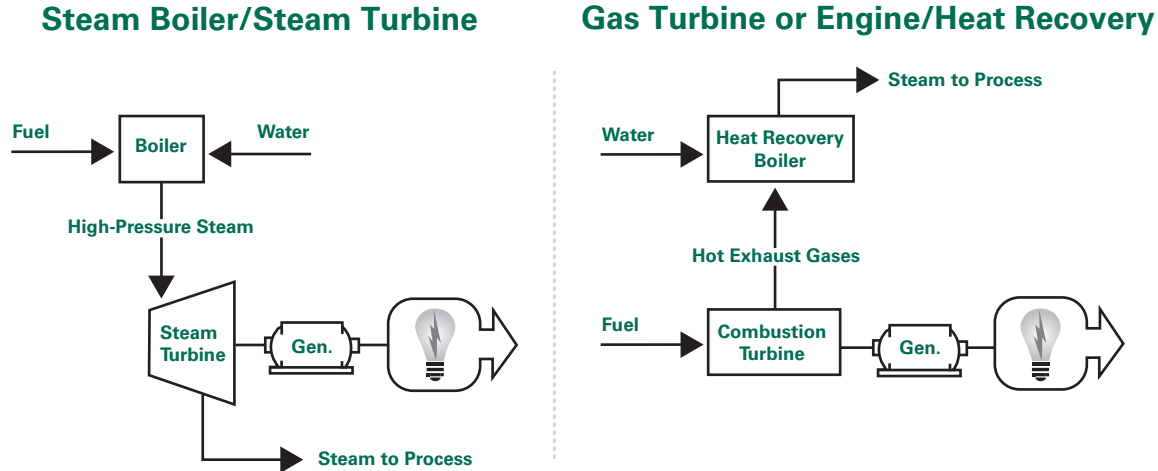 Steam Boiler/Steam Turbine
Fuel
Boiler
Water
High-Pressure Steam
Steam
Turbine
Gen.
Steam to Process
Gas Turbine or Engine/Heat Recovery
Steam to Process
Water
Heat Recovery
Boiler
Hot Exhaust Gases
Fuel
Combustion
Turbine
Gen.